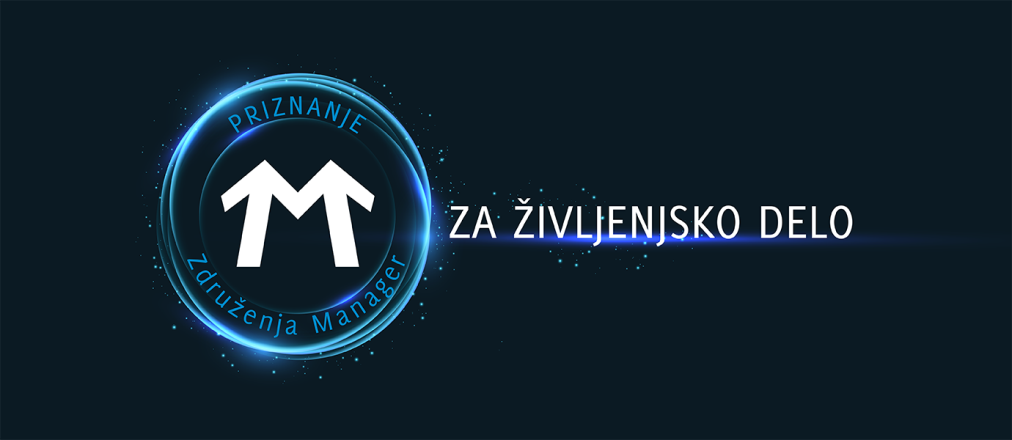 PRIZNANJE
Združenja Manager
ZA ŽIVLJENJSKO DELO